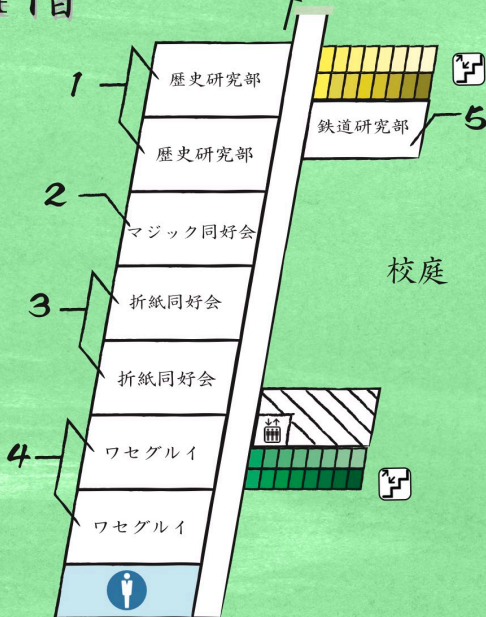 1階
1
歴史研究部
歴史研究部
鉄道研究部
5
2
マジック同好会
校庭
3
折紙同好会
折紙同好会
4
ワセグルイ
ワセグルイ